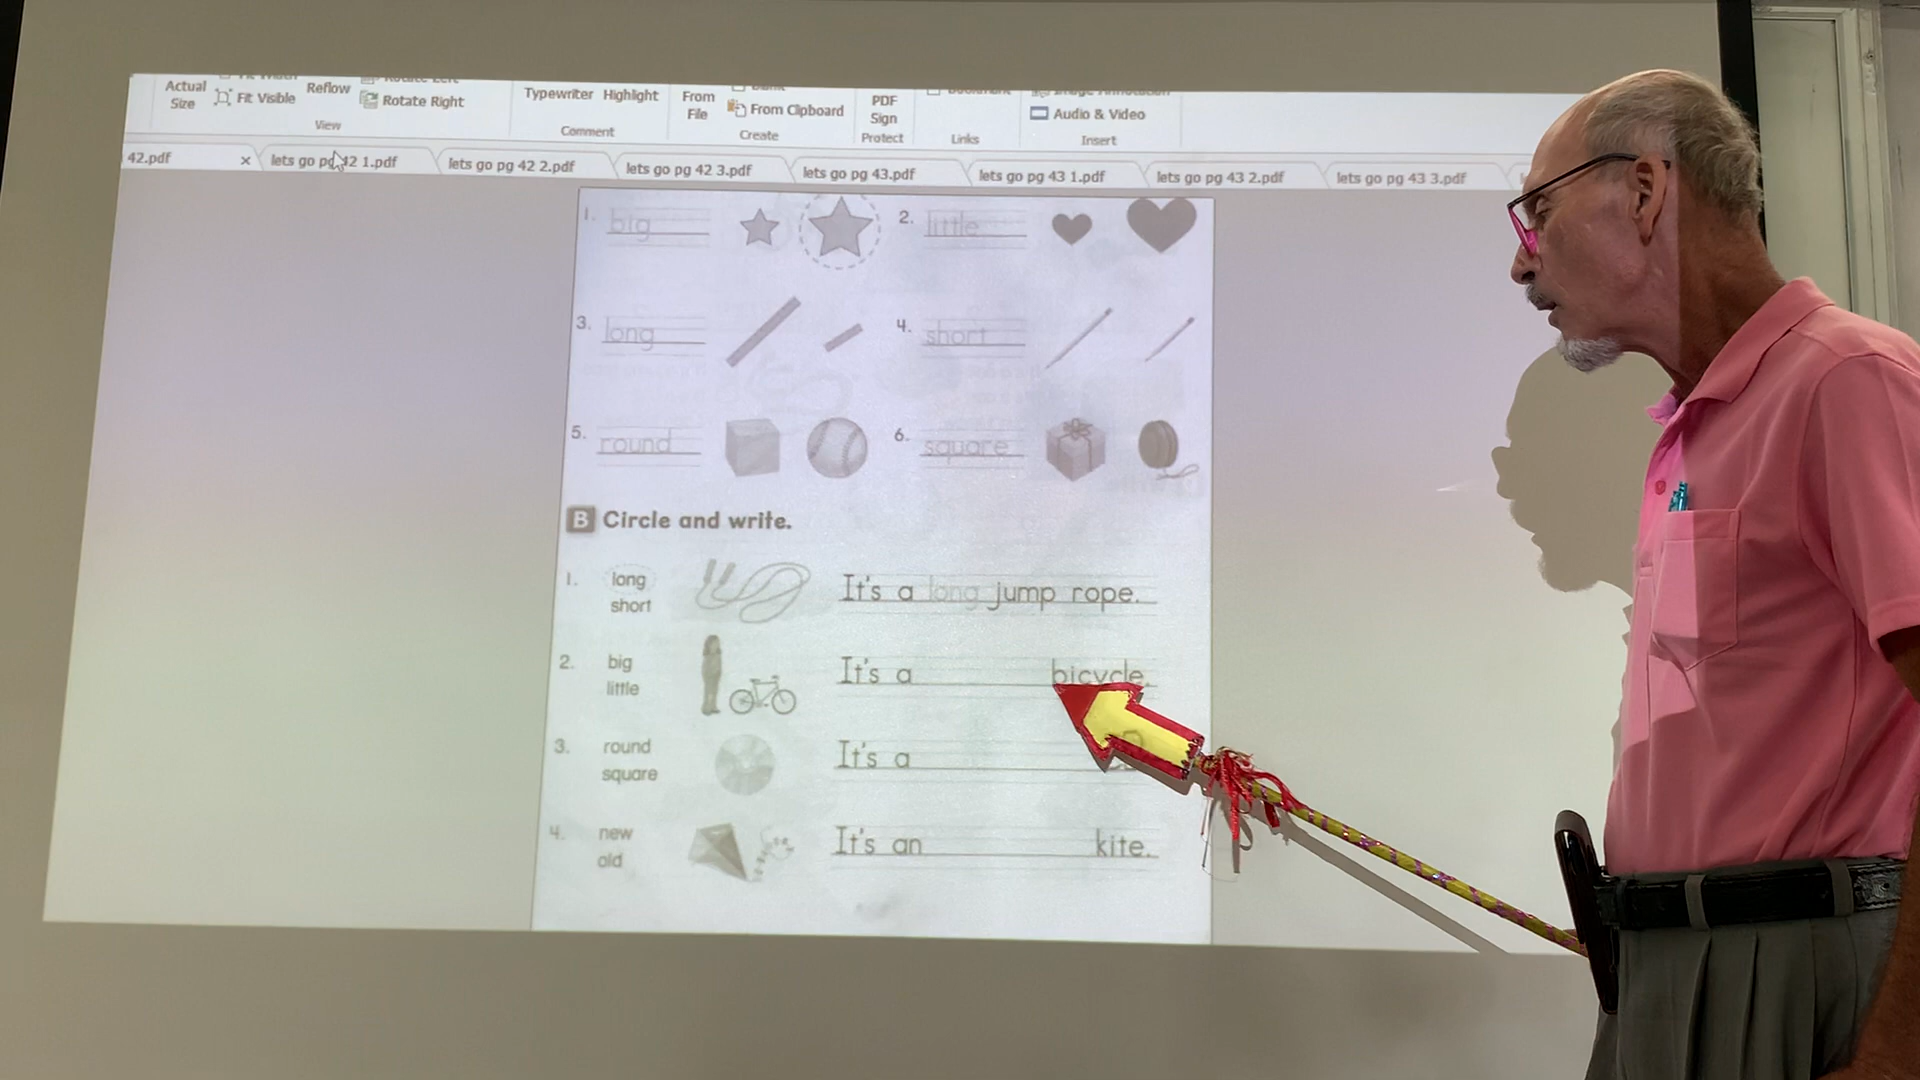 Actual Size Fit Visible Reflow Rotate Right Typewriter Highlight From File From Clipboard PDF Sign Audio & Video
View Comment Create Protect Links Insert
42.pdf lets go pg 42 1.pdf lets go pg 42 2.pdf lets go pg 42 3.pdf lets go pg 43.pdf lets go pg 43 1.pdf lets go pg 43 2.pdf lets go pg 43 3.pdf
1. big 2. little
3. long 4. short
5. round 6. square
B Circle and write.
1. long
short
It's a long jump rope.
2. big
little
It's a bicycle.
3. round
square
It's a
4. new
old
It's an kite.